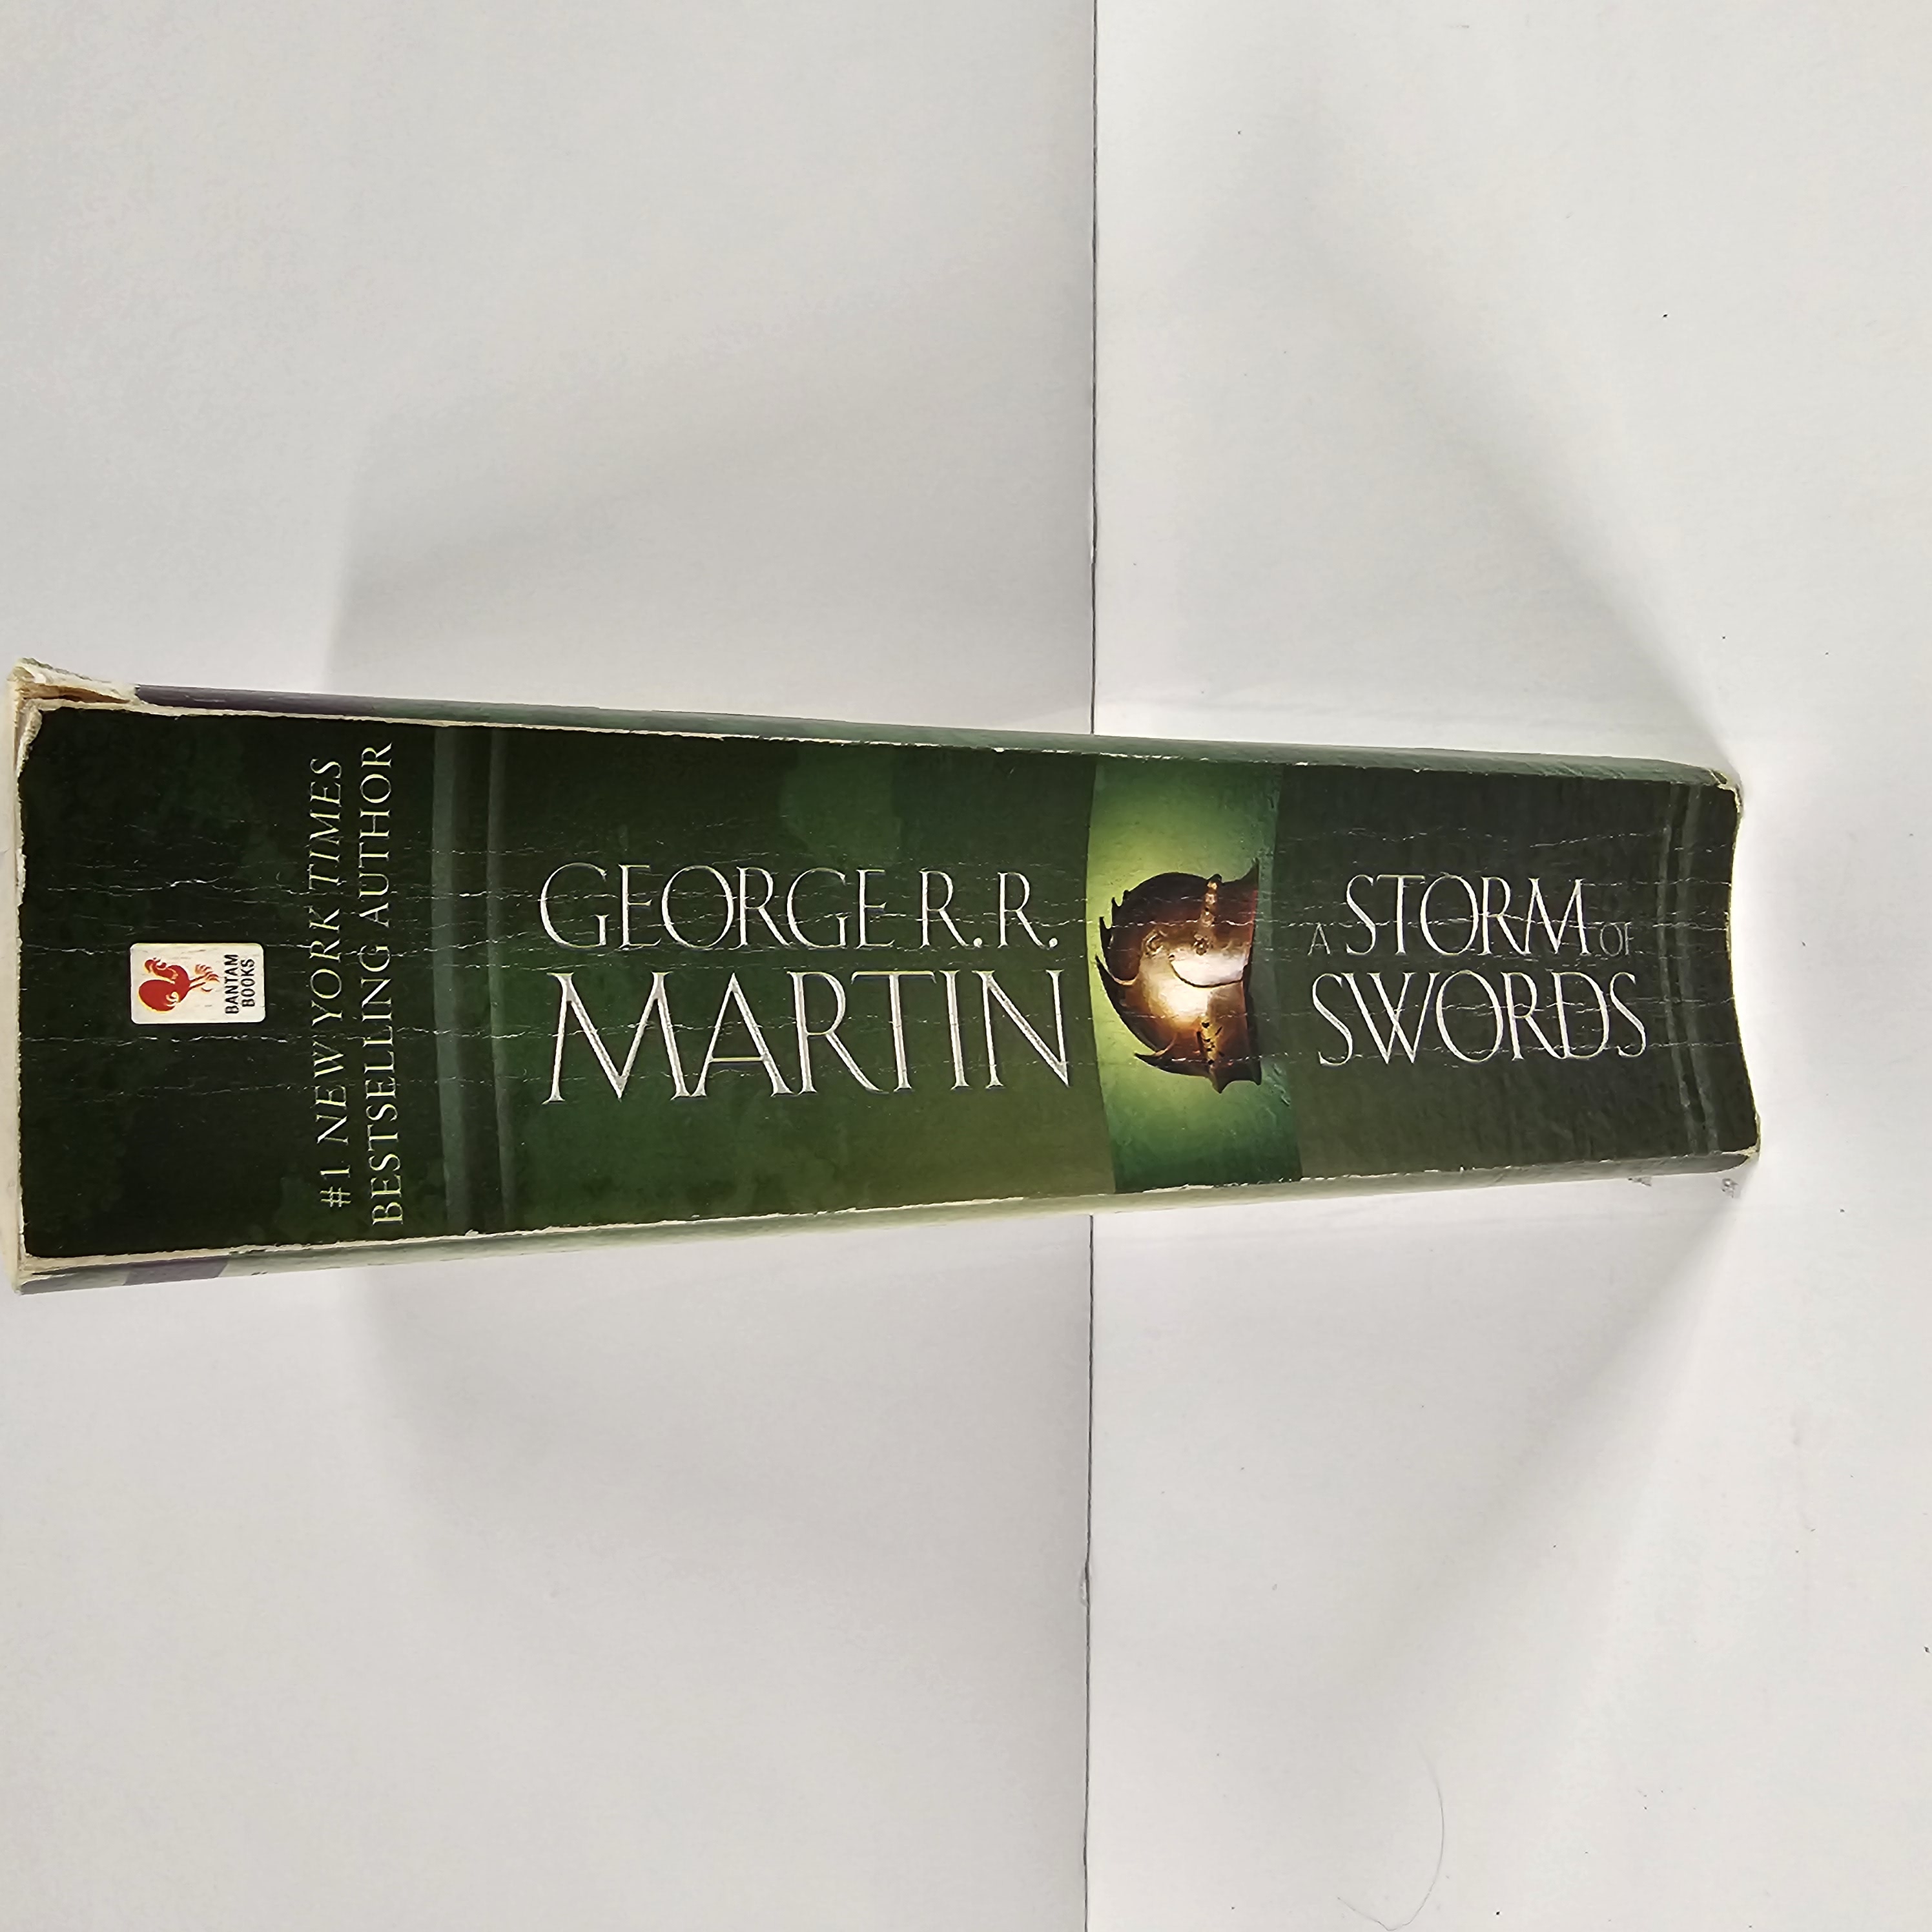 BANTAM
BOOKS
#1 NEW YORK TIMES
BESTSELLING AUTHOR
GEORGE R. R.
MARTIN
A STORM OF
SWORDS